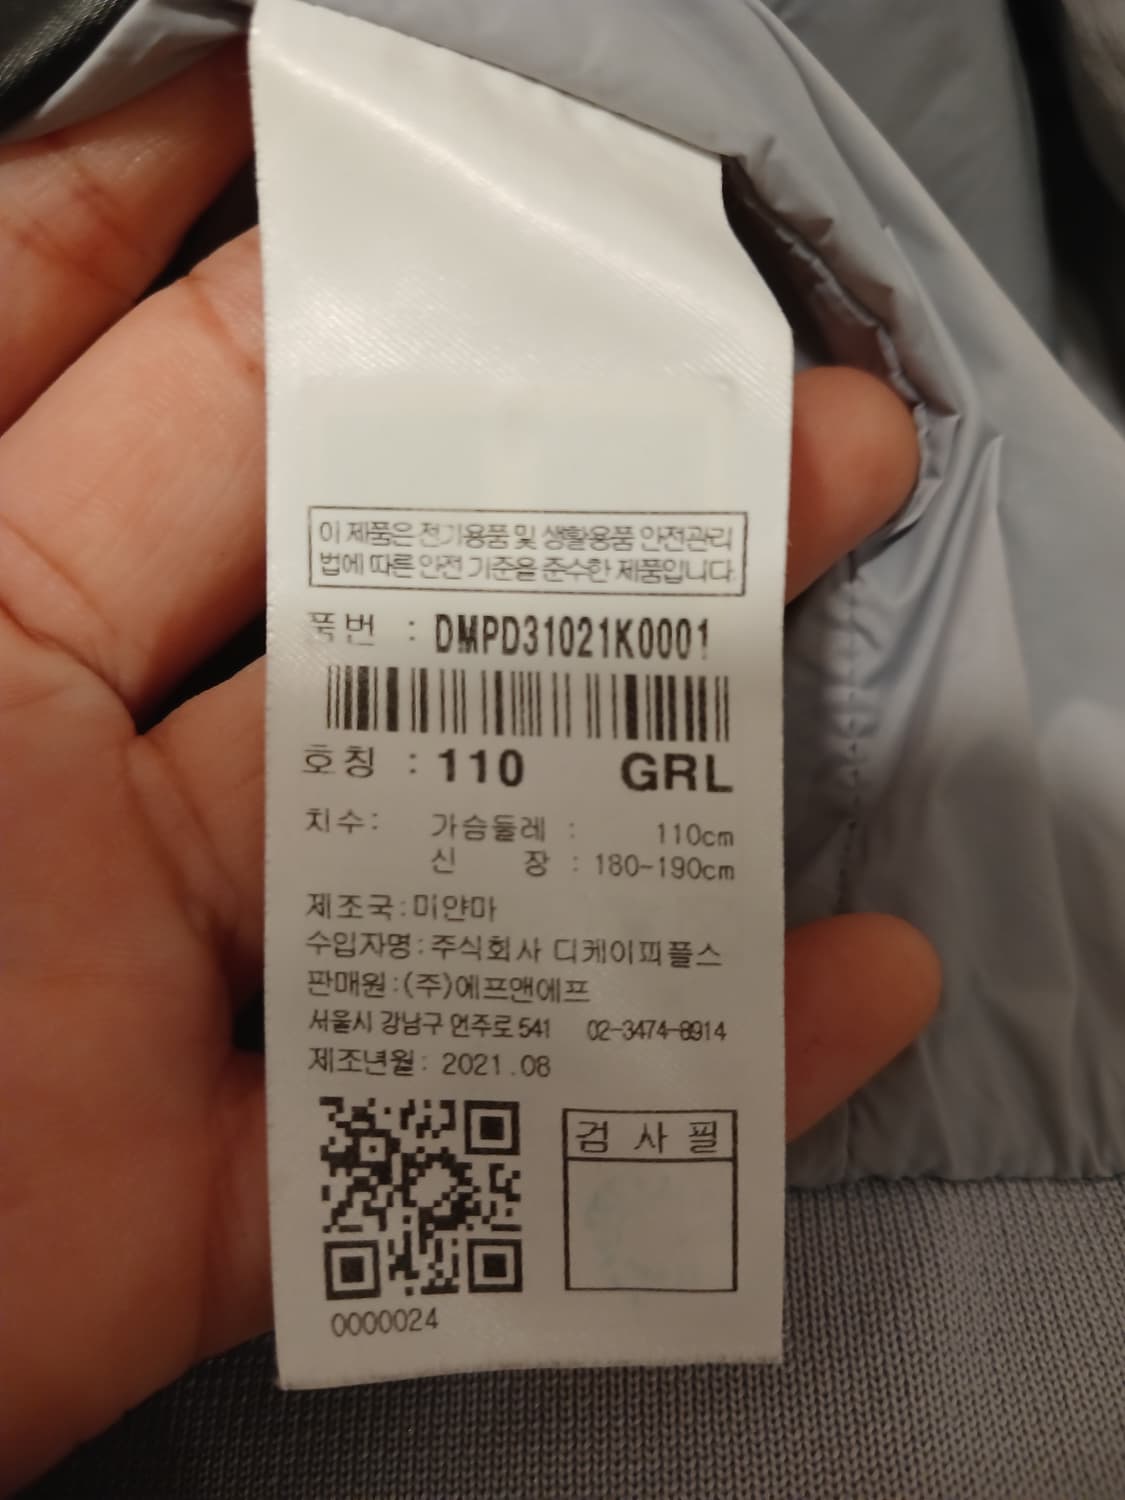 이 제품은 전기용품 및 생활용품 안전관리
법에 따른 안전 기준을 준수한 제품입니다.
품번 : DMPD31021K0001
호칭 : 110 GRL
치수: 가슴둘레 : 110cm
신 장 : 180-190cm
제조국:미얀마
수입자명:주식회사 디케이피플스
판매원:(주)에프앤에프
서울시 강남구 언주로 541 02-3474-8914
제조년월: 2021.08
검 사 필
0000024